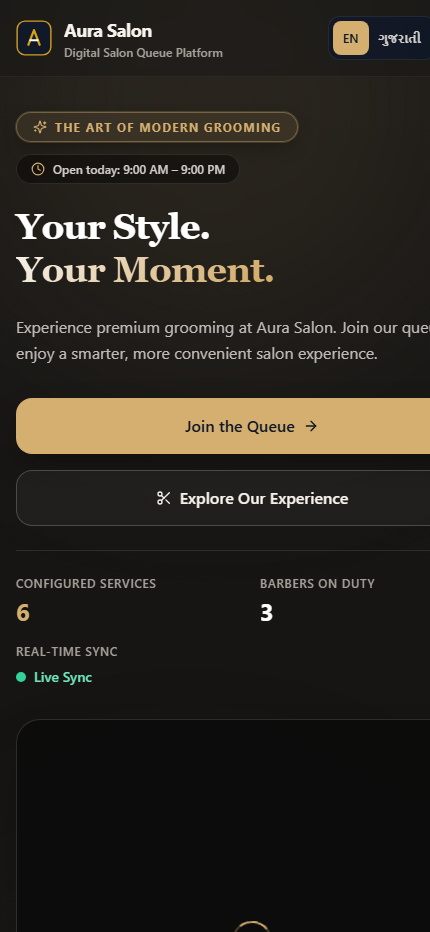 Aura Salon
Digital Salon Queue Platform
EN
ગુજરાતી
THE ART OF MODERN GROOMING
Open today: 9:00 AM – 9:00 PM
Your Style.
Your Moment.
Experience premium grooming at Aura Salon. Join our
enjoy a smarter, more convenient salon experience.
Join the Queue →
Explore Our Experience
CONFIGURED SERVICES
6
BARBERS ON DUTY
3
REAL-TIME SYNC
Live Sync